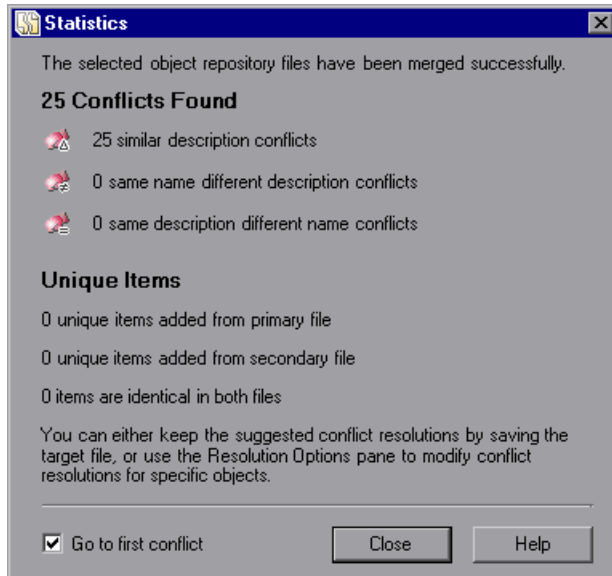 Statistics
The selected object repository files have been merged successfully.
25 Conflicts Found
25 similar description conflicts
0 same name different description conflicts
0 same description different name conflicts
Unique Items
0 unique items added from primary file
0 unique items added from secondary file
0 items are identical in both files
You can either keep the suggested conflict resolutions by saving the
target file, or use the Resolution Options pane to modify conflict
resolutions for specific objects.
Go to first conflict
Close
Help